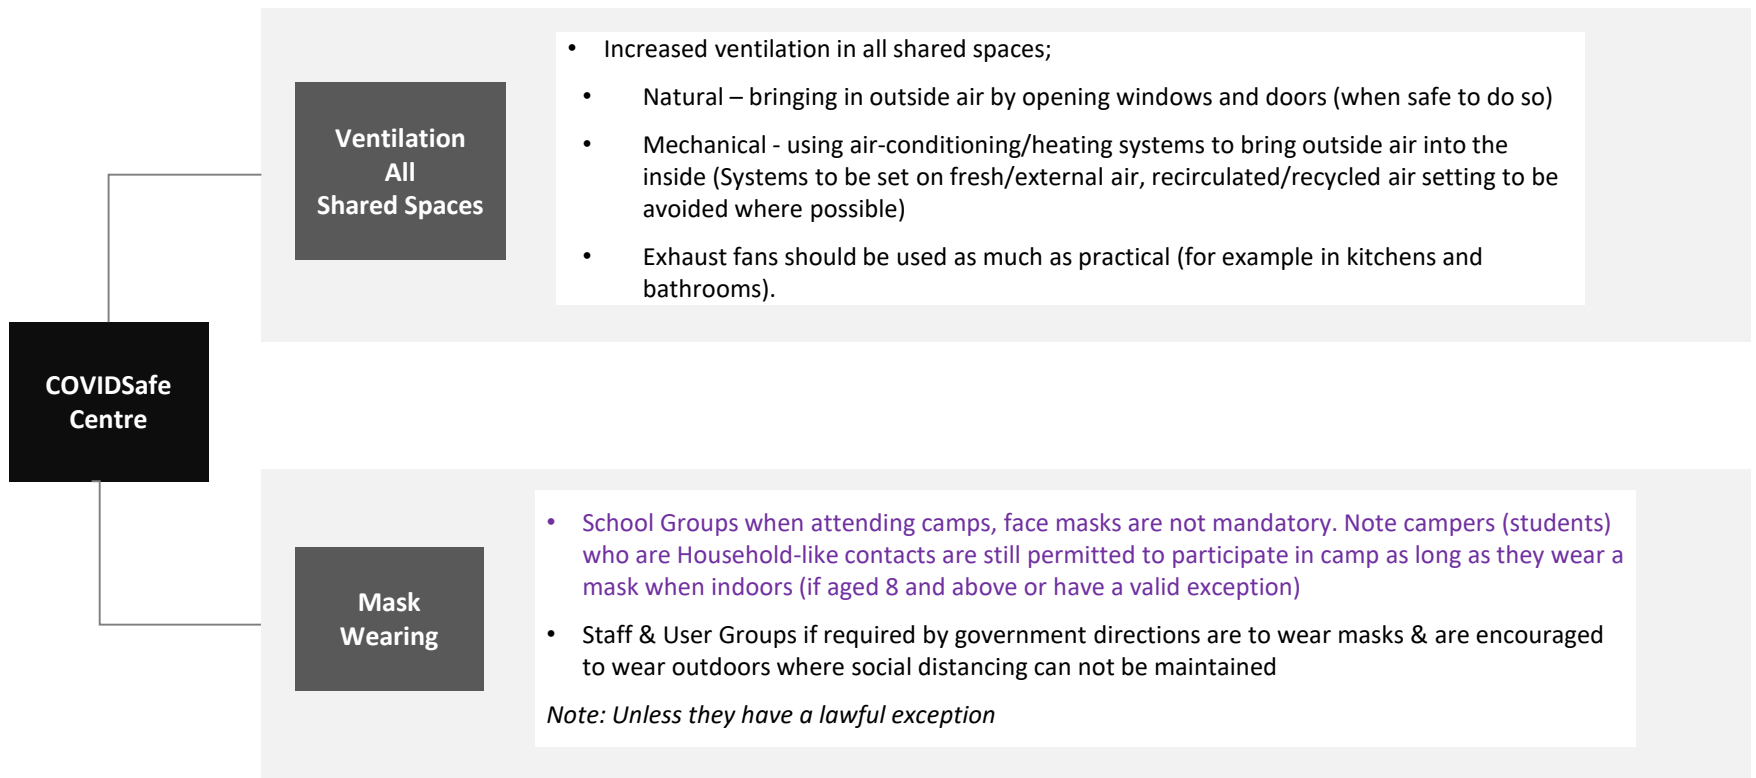 COVIDSafe
Centre
Ventilation
All
Shared Spaces
• Increased ventilation in all shared spaces;
• Natural – bringing in outside air by opening windows and doors (when safe to do so)
• Mechanical - using air-conditioning/heating systems to bring outside air into the
inside (Systems to be set on fresh/external air, recirculated/recycled air setting to be
avoided where possible)
• Exhaust fans should be used as much as practical (for example in kitchens and
bathrooms).
Mask
Wearing
• School Groups when attending camps, face masks are not mandatory. Note campers (students)
who are Household-like contacts are still permitted to participate in camp as long as they wear a
mask when indoors (if aged 8 and above or have a valid exception)
• Staff & User Groups if required by government directions are to wear masks & are encouraged
to wear outdoors where social distancing can not be maintained
Note: Unless they have a lawful exception